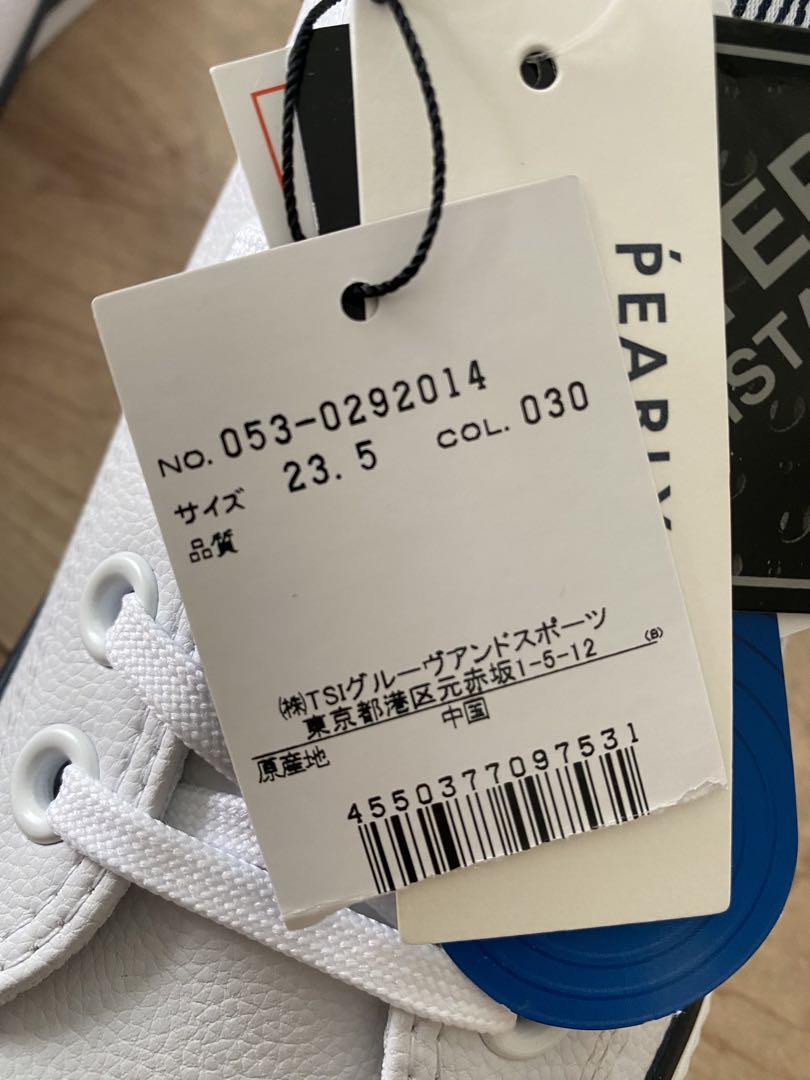 NO. 053-0292014
サイズ 23.5 COL. 030
品質
㈱TSIグルーヴアンドスポーツ
東京都港区元赤坂1-5-12 (B)
原産地 中国
4550377097531
PEARLY